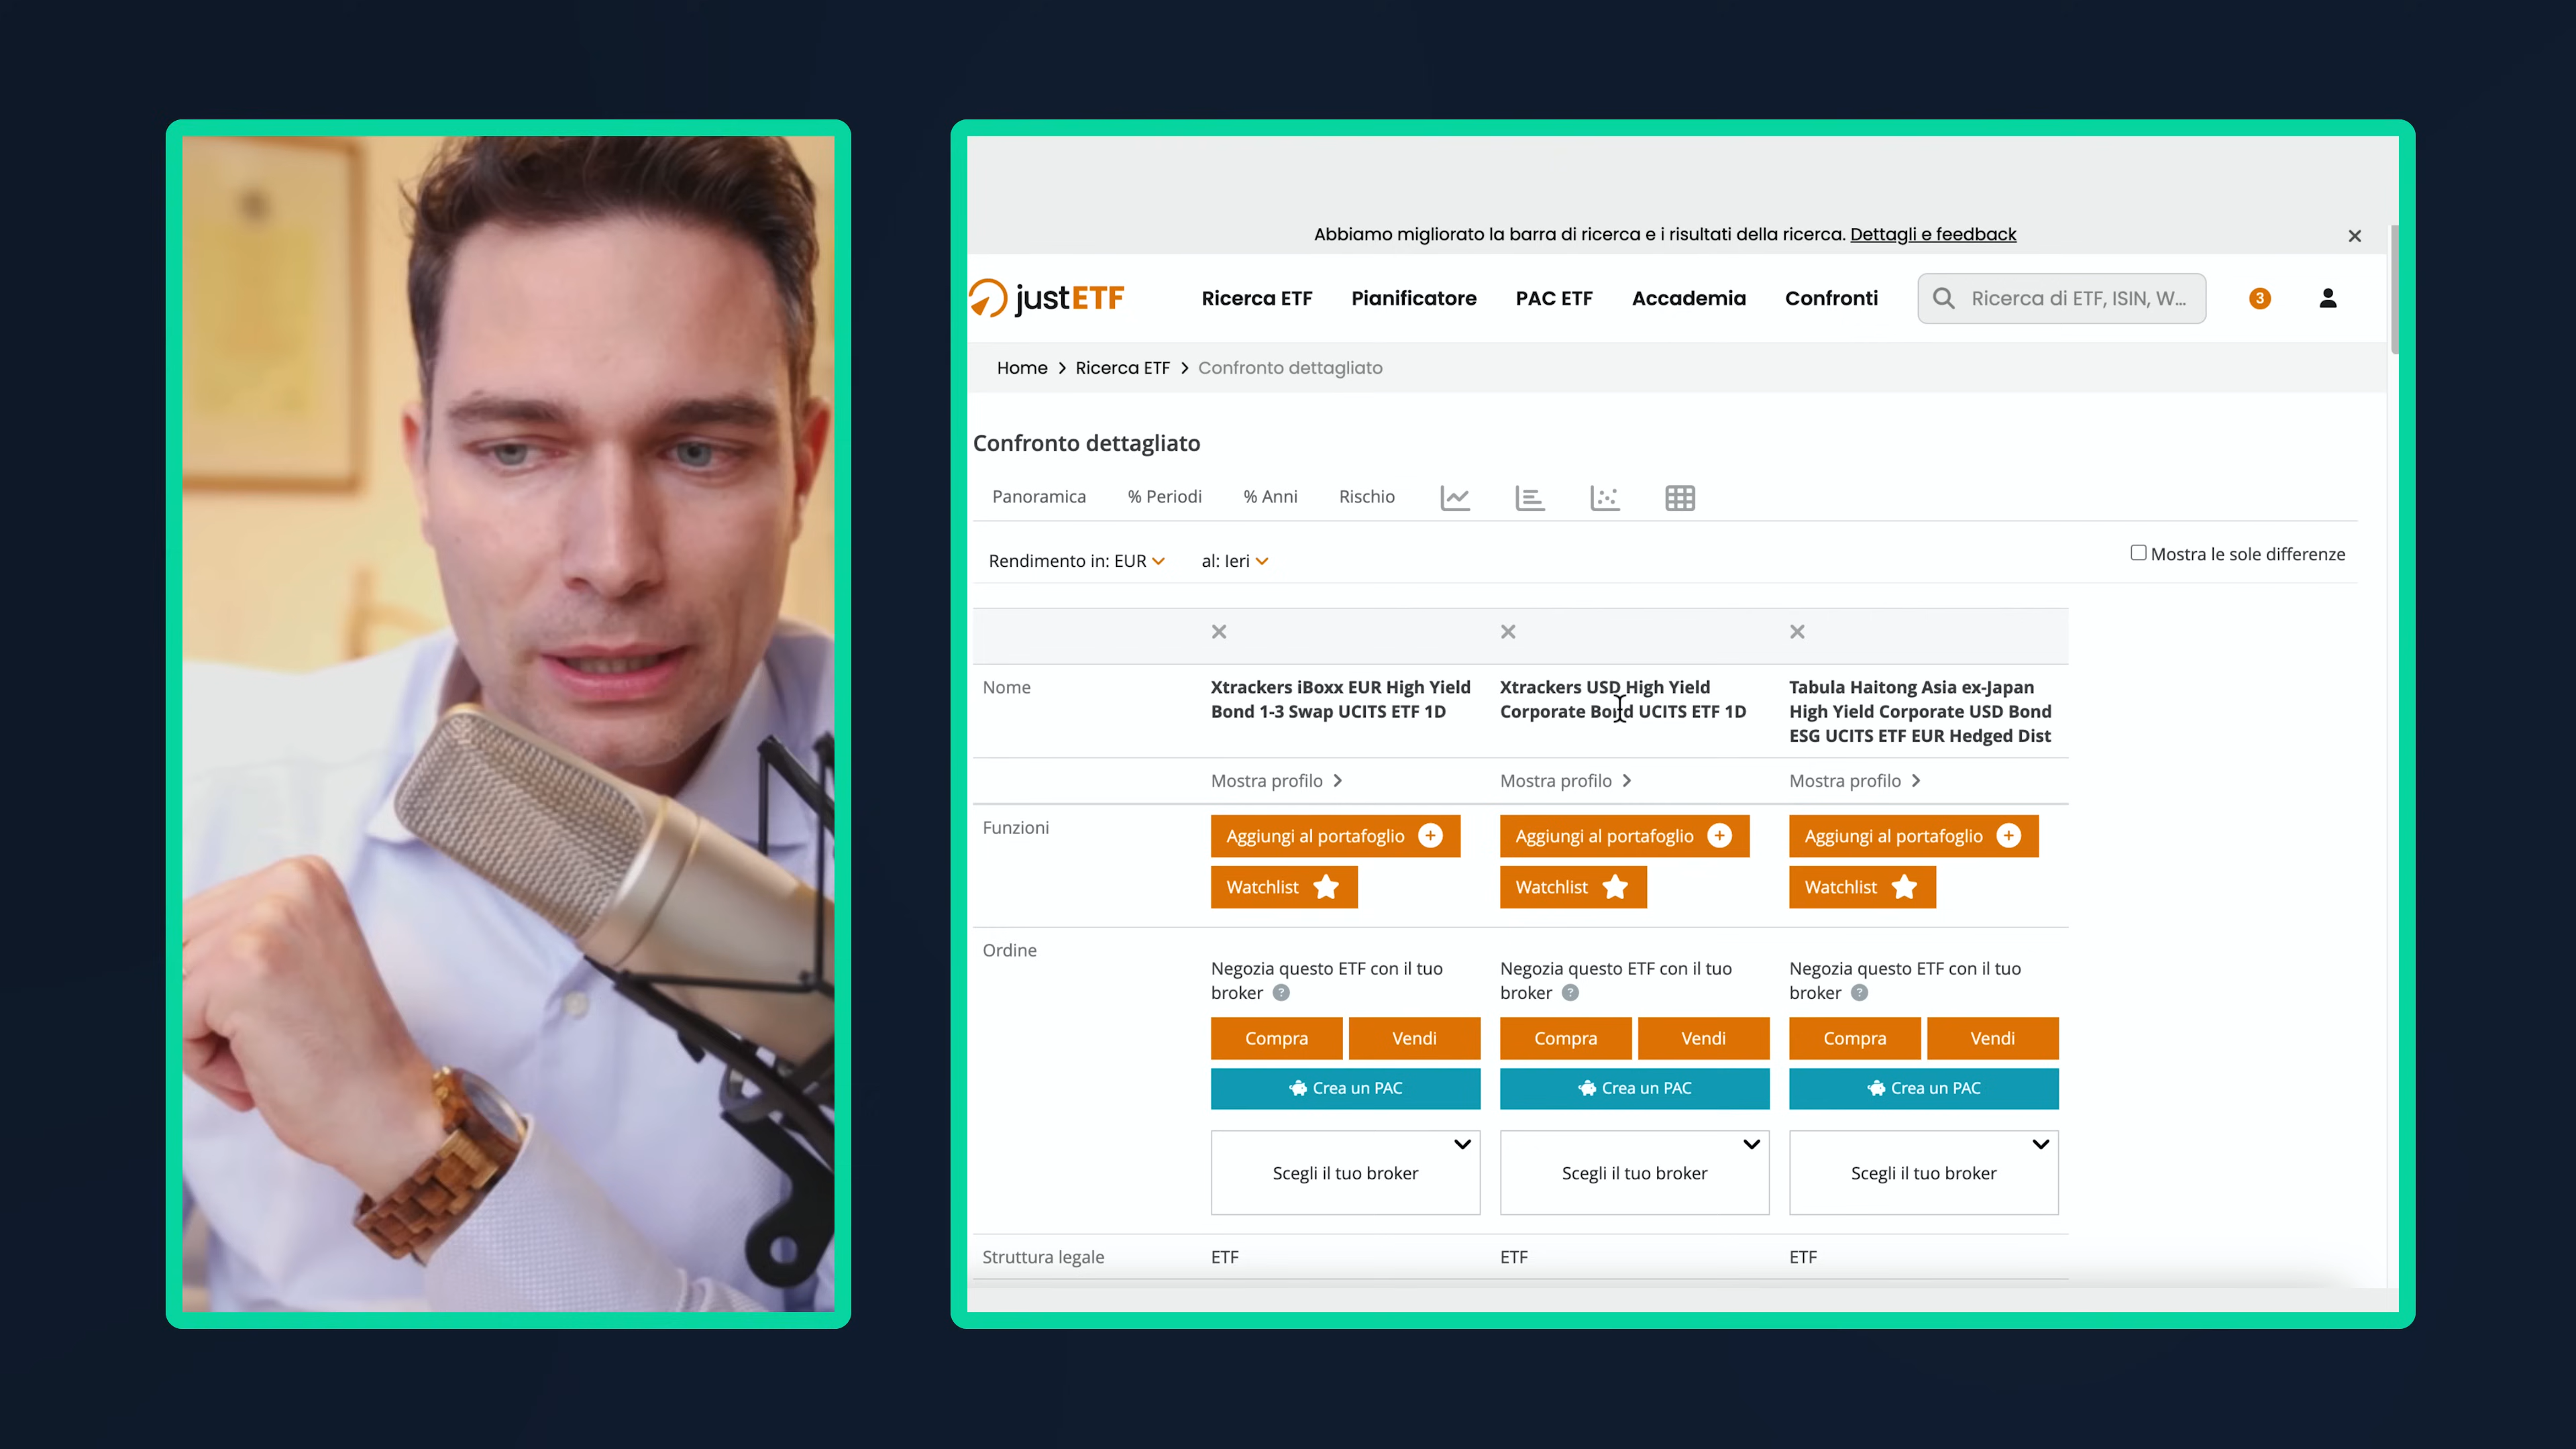 Abbiamo migliorato la barra di ricerca e i risultati della ricerca. Dettagli e feedback
justETF
Ricerca ETF
Pianificatore
PAC ETF
Accademia
Confronti
Ricerca di ETF, ISIN, W...
3
Home > Ricerca ETF > Confronto dettagliato
Confronto dettagliato
Panoramica
% Periodi
% Anni
Rischio
Rendimento in: EUR
al: Ieri
Mostra le sole differenze
Nome
Xtrackers iBoxx EUR High Yield
Bond 1-3 Swap UCITS ETF 1D
Xtrackers USD High Yield
Corporate Bond UCITS ETF 1D
Tabula Haitong Asia ex-Japan
High Yield Corporate USD Bond
ESG UCITS ETF EUR Hedged Dist
Mostra profilo >
Mostra profilo >
Mostra profilo >
Funzioni
Aggiungi al portafoglio +
Watchlist
Aggiungi al portafoglio +
Watchlist
Aggiungi al portafoglio +
Watchlist
Ordine
Negozia questo ETF con il tuo
broker ?
Compra
Vendi
Crea un PAC
Scegli il tuo broker
Negozia questo ETF con il tuo
broker ?
Compra
Vendi
Crea un PAC
Scegli il tuo broker
Negozia questo ETF con il tuo
broker ?
Compra
Vendi
Crea un PAC
Scegli il tuo broker
Struttura legale
ETF
ETF
ETF